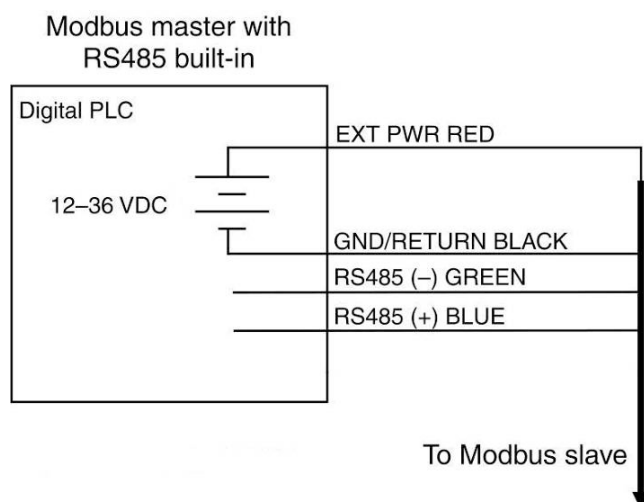 Modbus master with
RS485 built-in
Digital PLC
EXT PWR RED
12–36 VDC
GND/RETURN BLACK
RS485 (–) GREEN
RS485 (+) BLUE
To Modbus slave